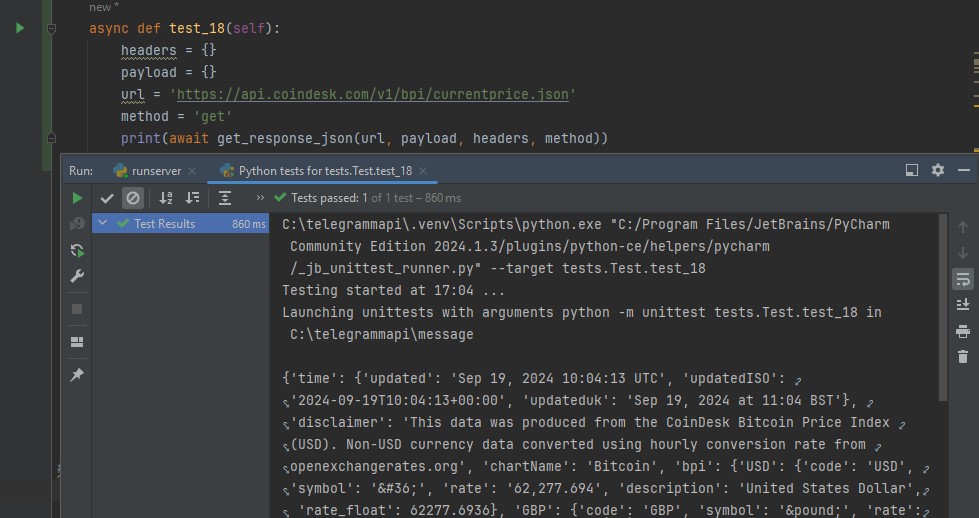 new *
async def test_18(self):
headers = {}
payload = {}
url = 'https://api.coindesk.com/v1/bpi/currentprice.json'
method = 'get'
print(await get_response_json(url, payload, headers, method))
Run: runserver × Python tests for tests.Test.test_18 ×
>> Tests passed: 1 of 1 test – 860 ms
Test Results 860 ms
C:\telegrammapi\.venv\Scripts\python.exe "C:/Program Files/JetBrains/PyCharm
Community Edition 2024.1.3/plugins/python-ce/helpers/pycharm
/_jb_unittest_runner.py" --target tests.Test.test_18
Testing started at 17:04 ...
Launching unittests with arguments python -m unittest tests.Test.test_18 in
C:\telegrammapi\message
{'time': {'updated': 'Sep 19, 2024 10:04:13 UTC', 'updatedISO':
'2024-09-19T10:04:13+00:00', 'updateduk': 'Sep 19, 2024 at 11:04 BST'},
'disclaimer': 'This data was produced from the CoinDesk Bitcoin Price Index
(USD). Non-USD currency data converted using hourly conversion rate from
openexchangerates.org', 'chartName': 'Bitcoin', 'bpi': {'USD': {'code': 'USD',
'symbol': '&#36;', 'rate': '62,277.694', 'description': 'United States Dollar',
'rate_float': 62277.6936}, 'GBP': {'code': 'GBP', 'symbol': '&pound;', 'rate':